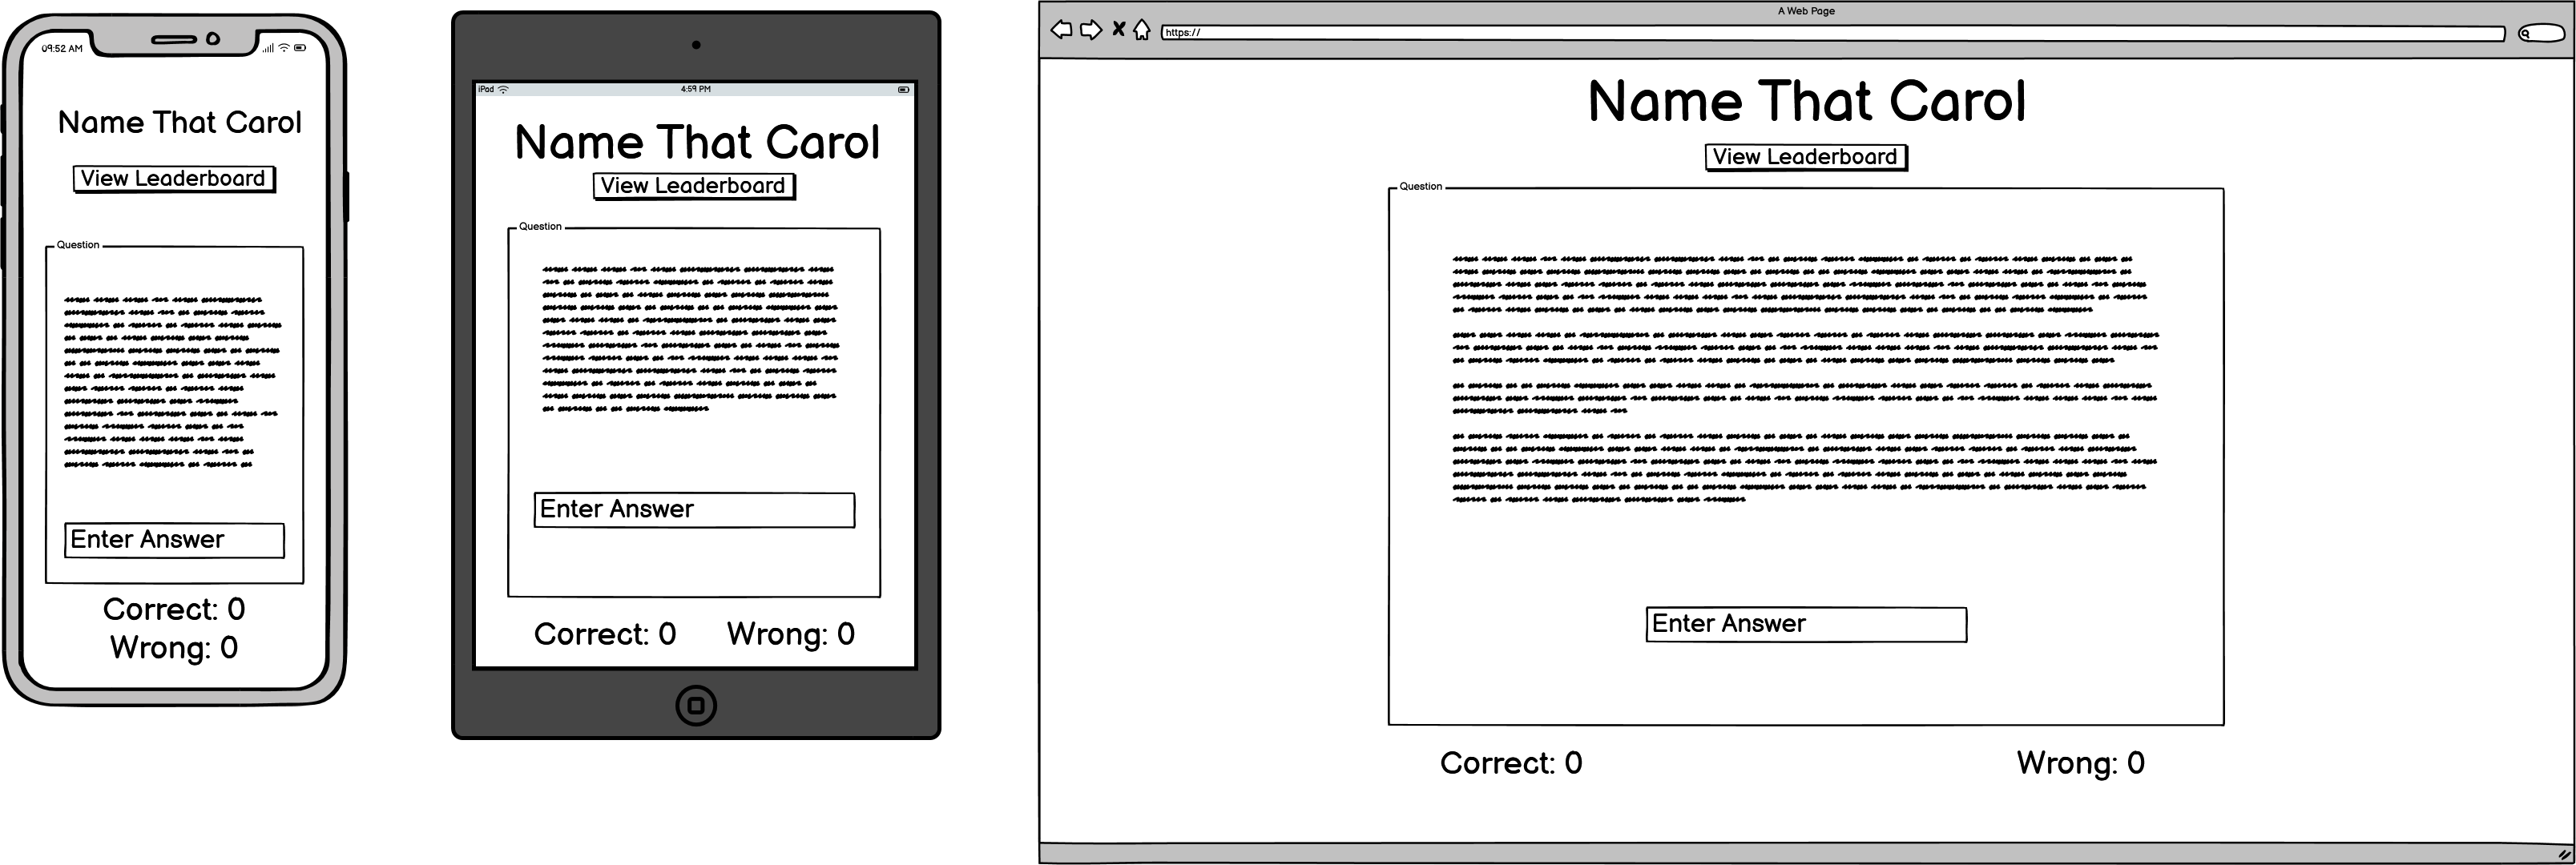 09:52 AM
Name That Carol
View Leaderboard
Question
Enter Answer
Correct: 0
Wrong: 0
iPad
4:59 PM
Name That Carol
View Leaderboard
Question
Enter Answer
Correct: 0 Wrong: 0
A Web Page
https://
Name That Carol
View Leaderboard
Question
Enter Answer
Correct: 0 Wrong: 0